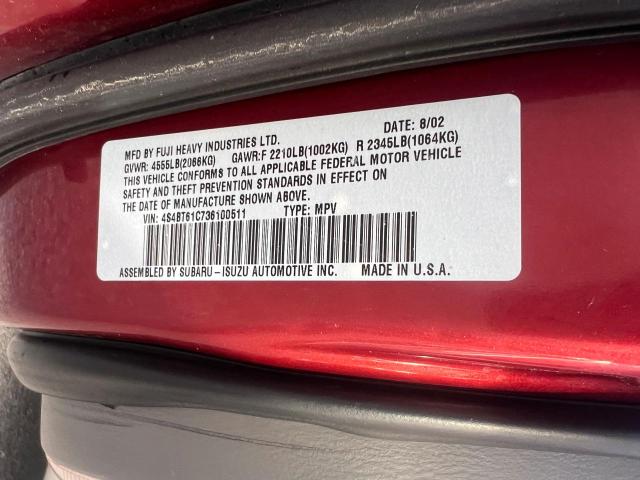 MFD BY FUJI HEAVY INDUSTRIES LTD. DATE: 8/02
GVWR: 4555LB(2066KG) GAWR:F 2210LB(1002KG) R 2345LB(1064KG)
THIS VEHICLE CONFORMS TO ALL APPLICABLE FEDERAL MOTOR VEHICLE
SAFETY AND THEFT PREVENTION STANDARDS IN EFFECT ON
THE DATE OF MANUFACTURE SHOWN ABOVE.
VIN: 4S4BT61C736100511 TYPE: MPV
ASSEMBLED BY SUBARU-ISUZU AUTOMOTIVE INC. MADE IN U.S.A.